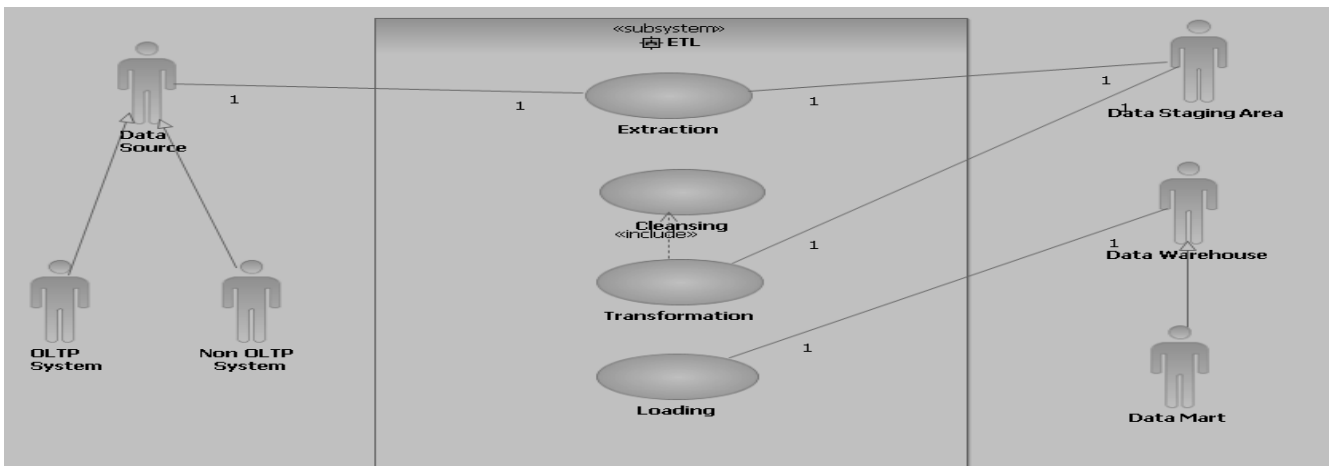 «subsystem»
ETL
Data
Source
1
1
Extraction
1
1
1
Data Staging Area
Cleansing
«include»
1
Transformation
1
Data Warehouse
OLTP
System
Non OLTP
System
1
Loading
Data Mart